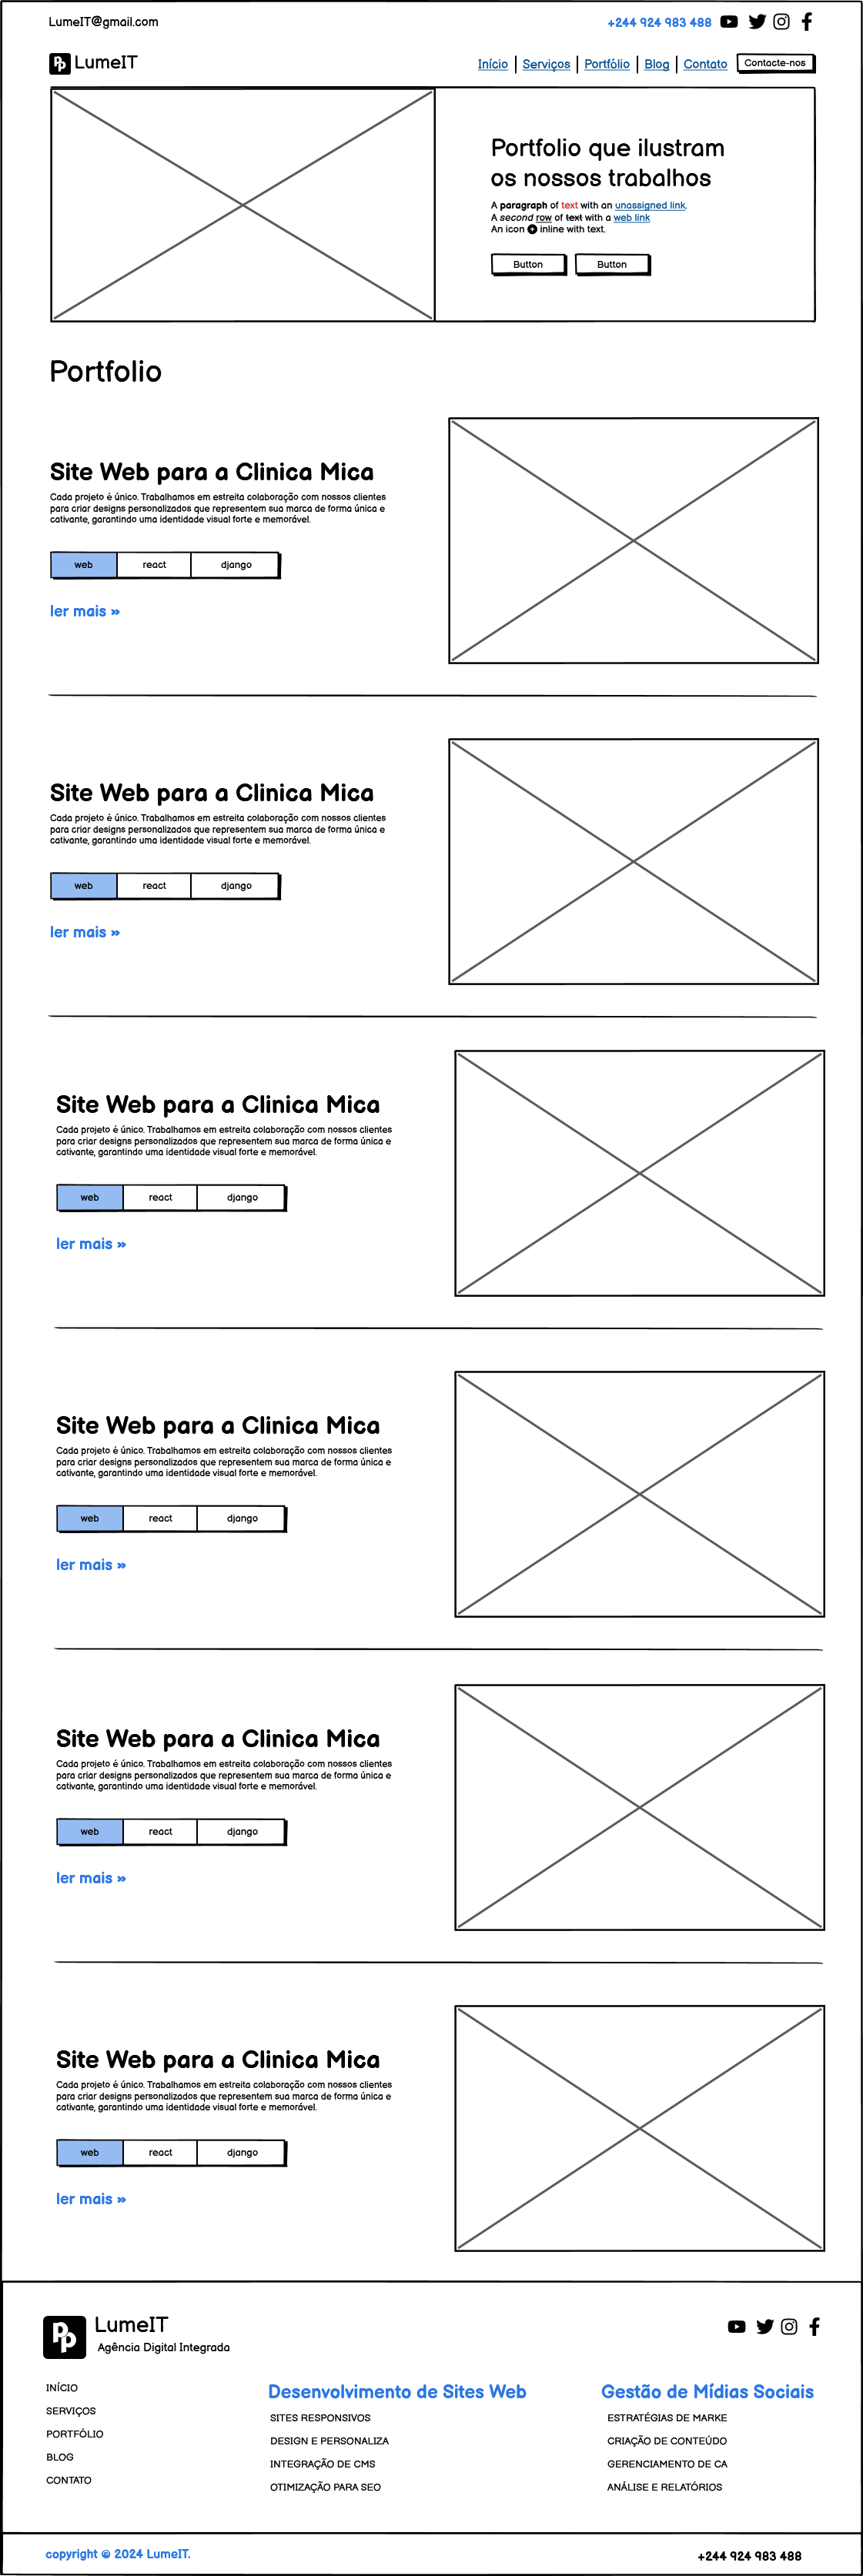 LumeIT@gmail.com
+244 924 983 488
LumeIT
Início Serviços Portfólio Blog Contato Contacte-nos
Portfolio que ilustram
os nossos trabalhos
A paragraph of text with an unassigned link.
A second row of text with a web link
An icon inline with text.
Button Button
Portfolio
Site Web para a Clinica Mica
Cada projeto é único. Trabalhamos em estreita colaboração com nossos clientes
para criar designs personalizados que representem sua marca de forma única e
cativante, garantindo uma identidade visual forte e memorável.
web react django
ler mais »
Site Web para a Clinica Mica
Cada projeto é único. Trabalhamos em estreita colaboração com nossos clientes
para criar designs personalizados que representem sua marca de forma única e
cativante, garantindo uma identidade visual forte e memorável.
web react django
ler mais »
Site Web para a Clinica Mica
Cada projeto é único. Trabalhamos em estreita colaboração com nossos clientes
para criar designs personalizados que representem sua marca de forma única e
cativante, garantindo uma identidade visual forte e memorável.
web react django
ler mais »
Site Web para a Clinica Mica
Cada projeto é único. Trabalhamos em estreita colaboração com nossos clientes
para criar designs personalizados que representem sua marca de forma única e
cativante, garantindo uma identidade visual forte e memorável.
web react django
ler mais »
Site Web para a Clinica Mica
Cada projeto é único. Trabalhamos em estreita colaboração com nossos clientes
para criar designs personalizados que representem sua marca de forma única e
cativante, garantindo uma identidade visual forte e memorável.
web react django
ler mais »
Site Web para a Clinica Mica
Cada projeto é único. Trabalhamos em estreita colaboração com nossos clientes
para criar designs personalizados que representem sua marca de forma única e
cativante, garantindo uma identidade visual forte e memorável.
web react django
ler mais »
LumeIT
Agência Digital Integrada
INÍCIO
SERVIÇOS
PORTFÓLIO
BLOG
CONTATO
Desenvolvimento de Sites Web
SITES RESPONSIVOS
DESIGN E PERSONALIZA
INTEGRAÇÃO DE CMS
OTIMIZAÇÃO PARA SEO
Gestão de Mídias Sociais
ESTRATÉGIAS DE MARKE
CRIAÇÃO DE CONTEÚDO
GERENCIAMENTO DE CA
ANÁLISE E RELATÓRIOS
copyright © 2024 LumeIT.
+244 924 983 488